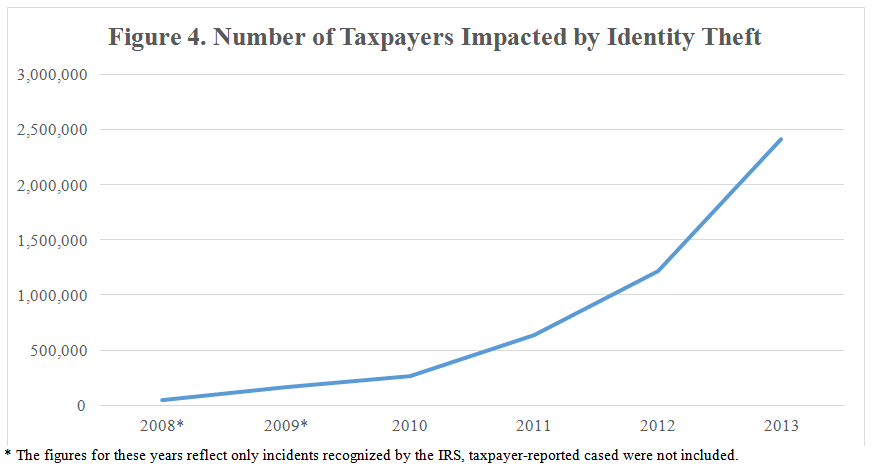 Figure 4. Number of Taxpayers Impacted by Identity Theft
3,000,000
2,500,000
2,000,000
1,500,000
1,000,000
500,000
0
2008* 2009* 2010 2011 2012 2013
* The figures for these years reflect only incidents recognized by the IRS, taxpayer-reported cased were not included.